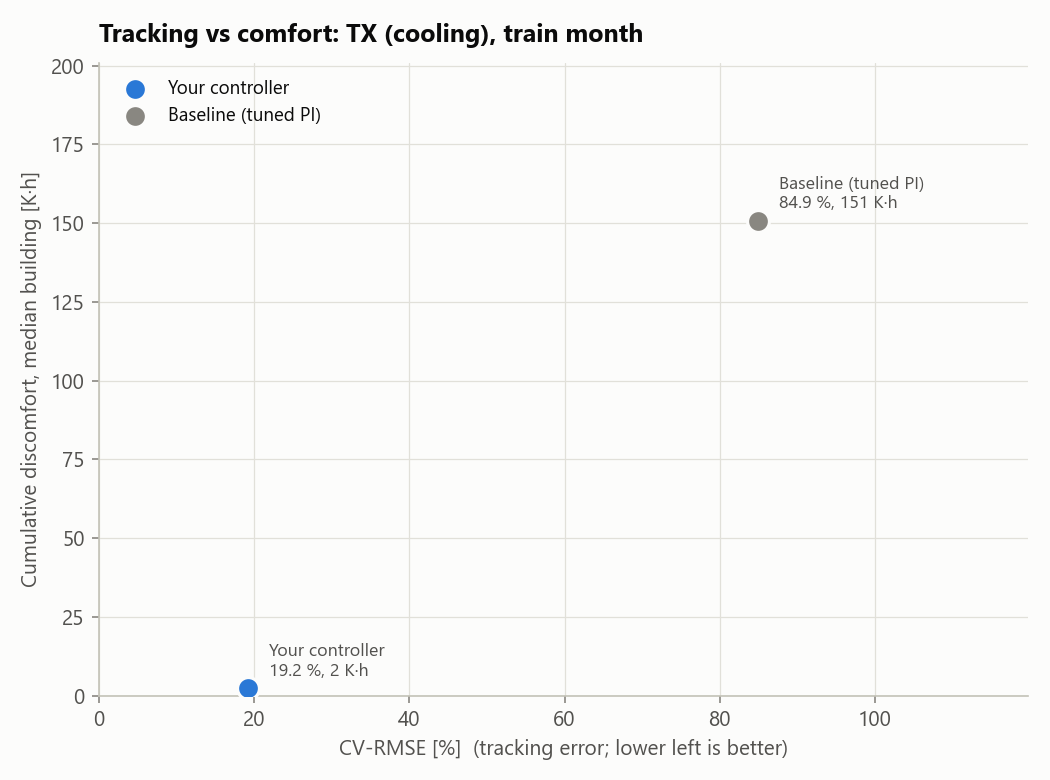 Tracking vs comfort: TX (cooling), train month
Your controller
Baseline (tuned PI)
Cumulative discomfort, median building [K·h]
200
175
150
125
100
75
50
25
0
Baseline (tuned PI)
84.9 %, 151 K·h
Your controller
19.2 %, 2 K·h
0
20
40
60
80
100
CV-RMSE [%]  (tracking error; lower left is better)